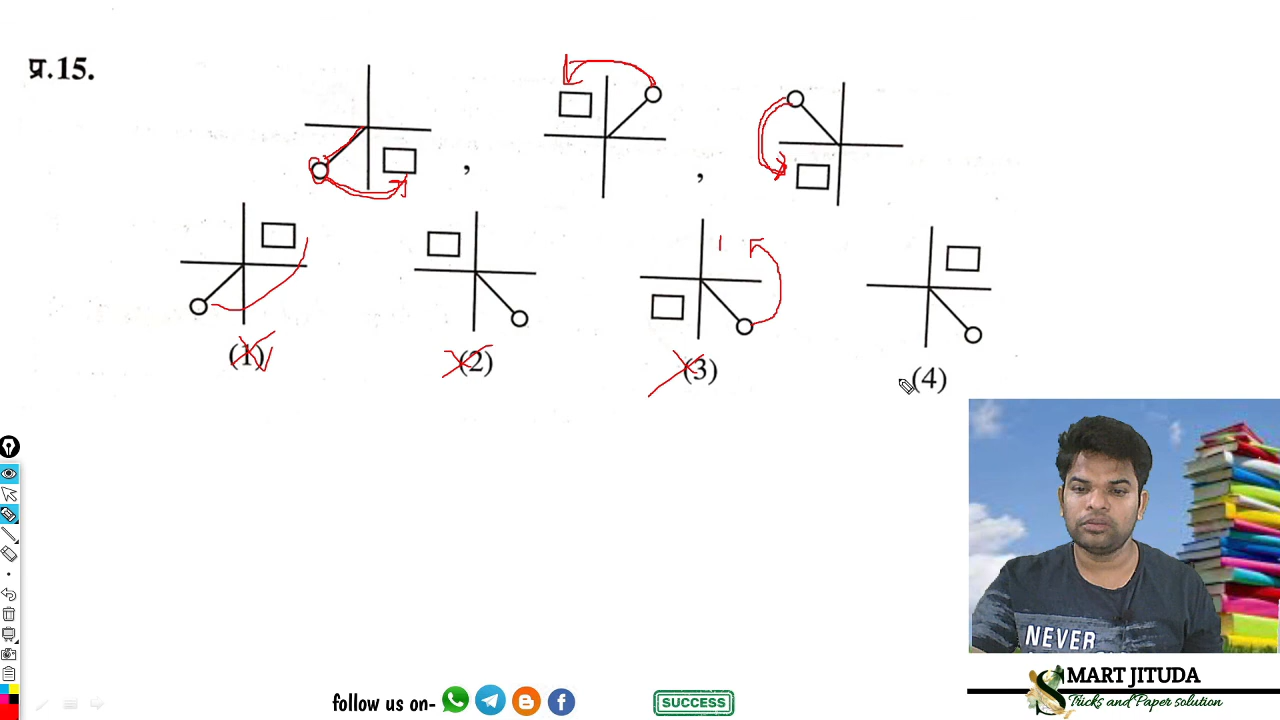 प्र.15.
, ,
(1) (2) (3) (4)
NEVER
follow us on-
SUCCESS
SMART JITUDA
Tricks and Paper solution